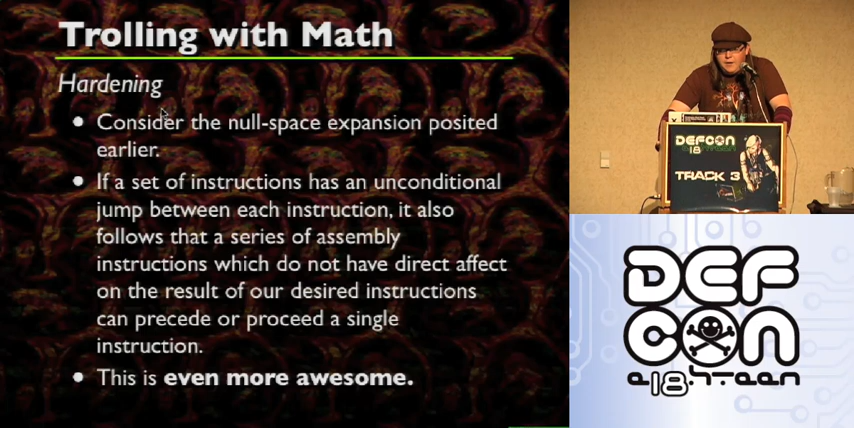 Trolling with Math
Hardening
Consider the null-space expansion posited
earlier.
If a set of instructions has an unconditional
jump between each instruction, it also
follows that a series of assembly
instructions which do not have direct affect
on the result of our desired instructions
can precede or proceed a single
instruction.
This is even more awesome.
DEFCON
18
TRACK 3
DEF
CON
e18h.teen